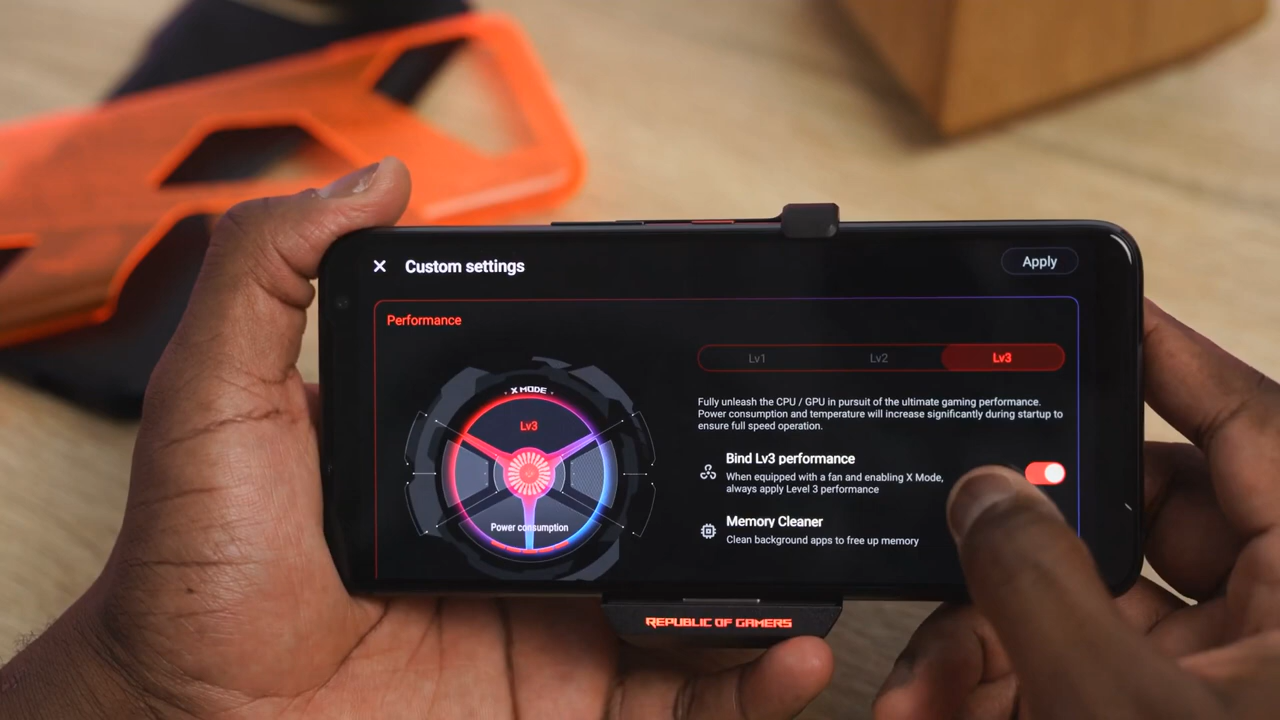 Custom settings
Apply
Performance
Lv1
Lv2
Lv3
X MODE
Lv3
Power consumption
Fully unleash the CPU / GPU in pursuit of the ultimate gaming performance.
Power consumption and temperature will increase significantly during startup to
ensure full speed operation.
Bind Lv3 performance
When equipped with a fan and enabling X Mode,
always apply Level 3 performance
Memory Cleaner
Clean background apps to free up memory
REPUBLIC OF GAMERS